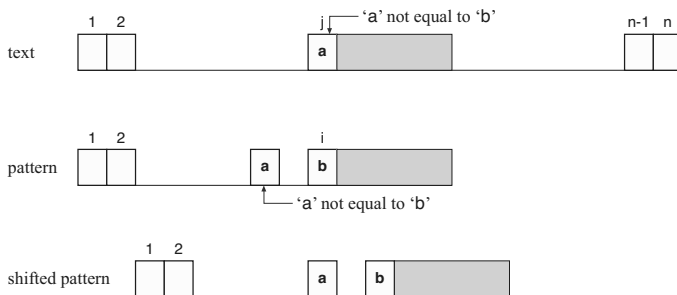 j ‘a’ not equal to ‘b’
1 2 n-1 n
text a
1 2 i
pattern a b
‘a’ not equal to ‘b’
1 2
shifted pattern a b